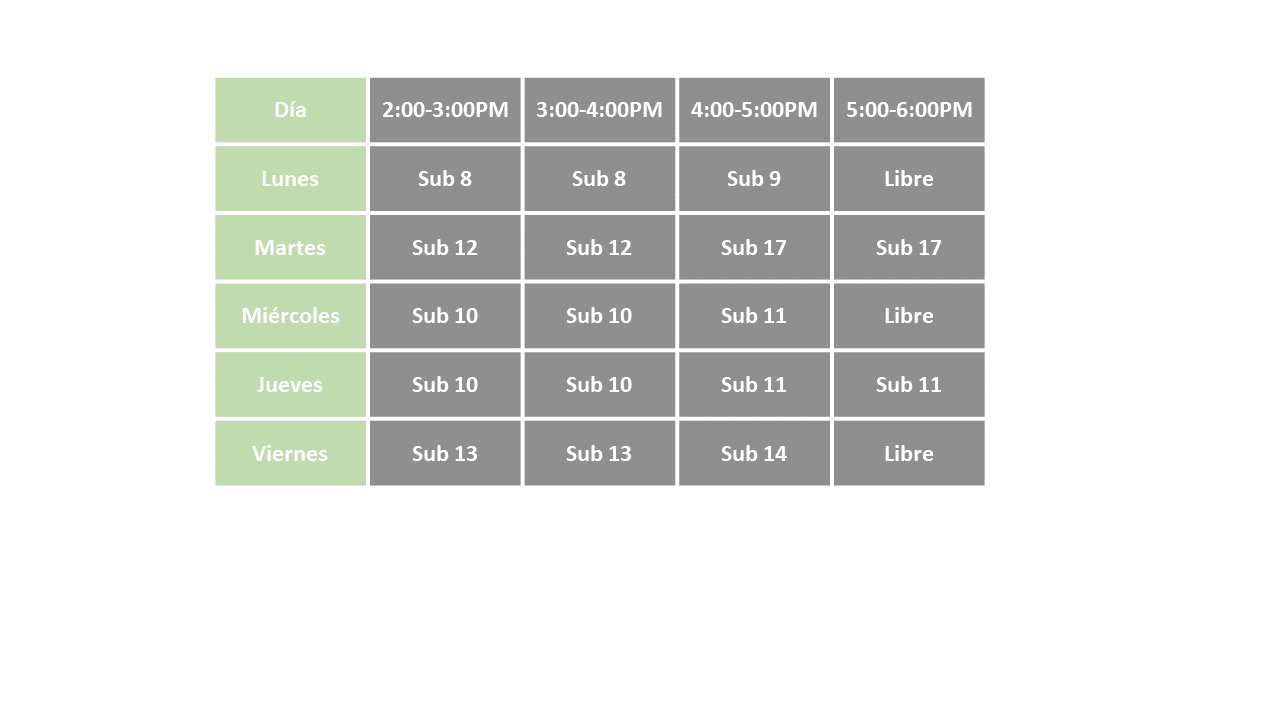 Día 2:00-3:00PM 3:00-4:00PM 4:00-5:00PM 5:00-6:00PM
Lunes Sub 8 Sub 8 Sub 9 Libre
Martes Sub 12 Sub 12 Sub 17 Sub 17
Miércoles Sub 10 Sub 10 Sub 11 Libre
Jueves Sub 10 Sub 10 Sub 11 Sub 11
Viernes Sub 13 Sub 13 Sub 14 Libre